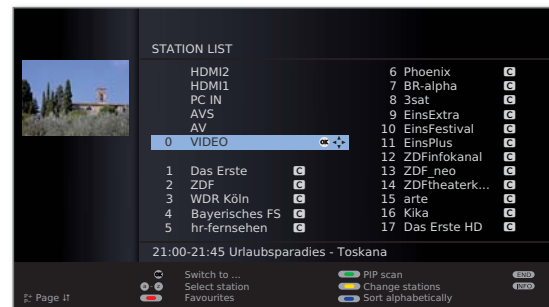 STATION LIST
HDMI2
HDMI1
PC IN
AVS
AV
0 VIDEO OK
1 Das Erste C
2 ZDF C
3 WDR Köln C
4 Bayerisches FS C
5 hr-fernsehen C
6 Phoenix C
7 BR-alpha C
8 3sat C
9 EinsExtra C
10 EinsFestival C
11 EinsPlus C
12 ZDFinfokanal C
13 ZDF_neo C
14 ZDFtheaterk... C
15 arte C
16 Kika C
17 Das Erste HD C
21:00-21:45 Urlaubsparadies - Toskana
OK Switch to ...
Select station
Favourites
PIP scan
Change stations
Sort alphabetically
END
INFO
P+ P- Page